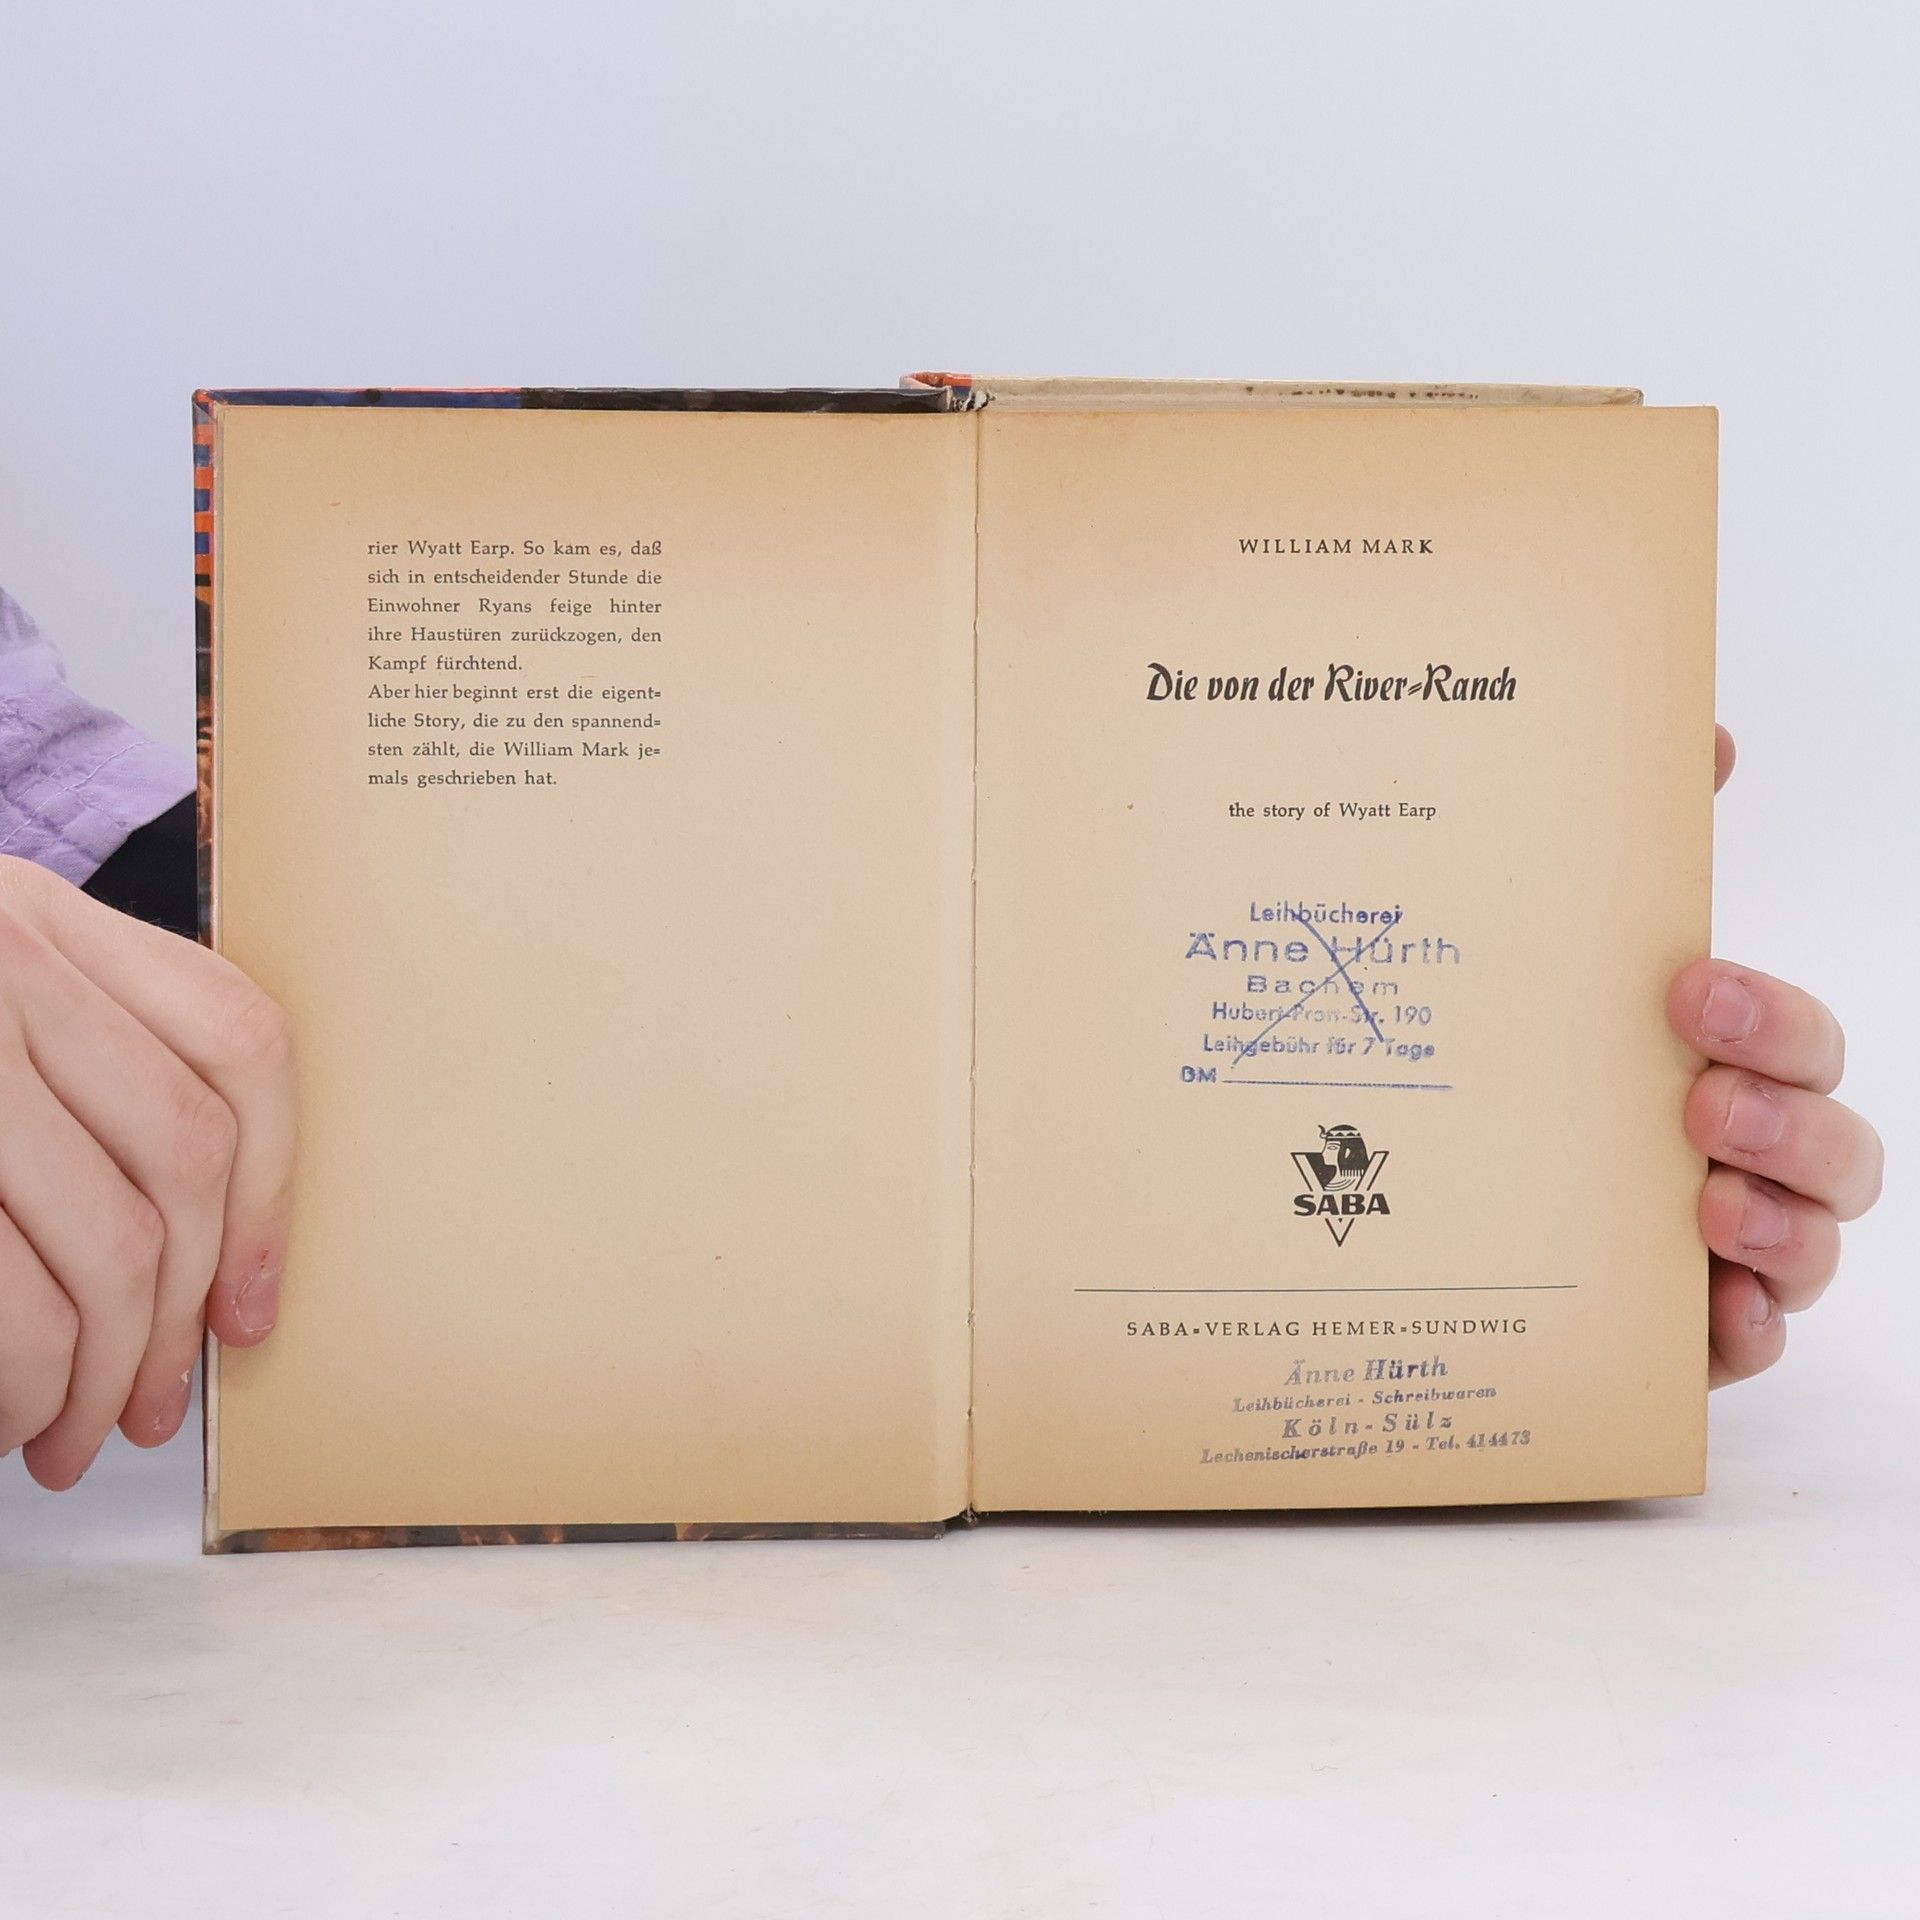 rier Wyatt Earp. So kam es, daß
sich in entscheidender Stunde die
Einwohner Ryans feige hinter
ihre Haustüren zurückzogen, den
Kampf fürchtend.
Aber hier beginnt erst die eigent=
liche Story, die zu den spannend=
sten zählt, die William Mark je=
mals geschrieben hat.
WILLIAM MARK
Die von der River=Ranch
the story of Wyatt Earp
Leihbücherei
Änne Hürth
Bachem
Hubert- -Str. 190
Leihgebühr für 7 Tage
DM
SABA
SABA=VERLAG HEMER=SUNDWIG
Änne Hürth
Leihbücherei - Schreibwaren
Köln-Sülz
Lechenischerstraße 19 - Tel. 414473